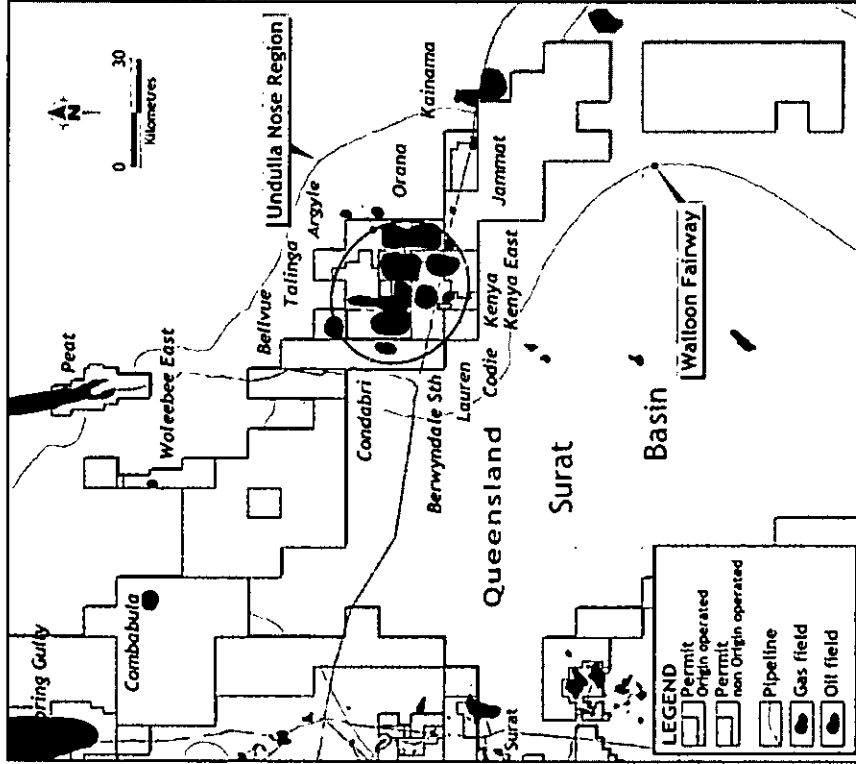 N
0
30
Kilometres
Undulla Nose Region
Peat
Woleebee East
Bellvue
Talinga
Argyle
Orana
Kainama
Combabula
Condabri
Berwyndale Sth
Lauren
Codie
Kenya
Kenya East
Jammat
Queensland
Surat
Basin
Walloon Fairway
Surat
LEGEND
Permit
Origin operated
Permit
non Origin operated
Pipeline
Gas field
Oil field
pring Gully